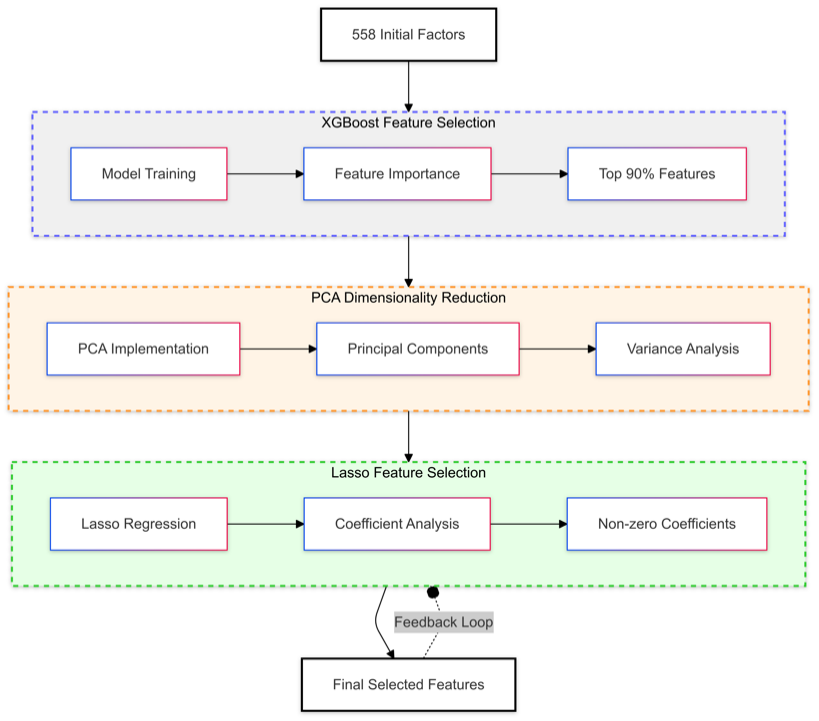 558 Initial Factors
XGBoost Feature Selection
Model Training
Feature Importance
Top 90% Features
PCA Dimensionality Reduction
PCA Implementation
Principal Components
Variance Analysis
Lasso Feature Selection
Lasso Regression
Coefficient Analysis
Non-zero Coefficients
Feedback Loop
Final Selected Features